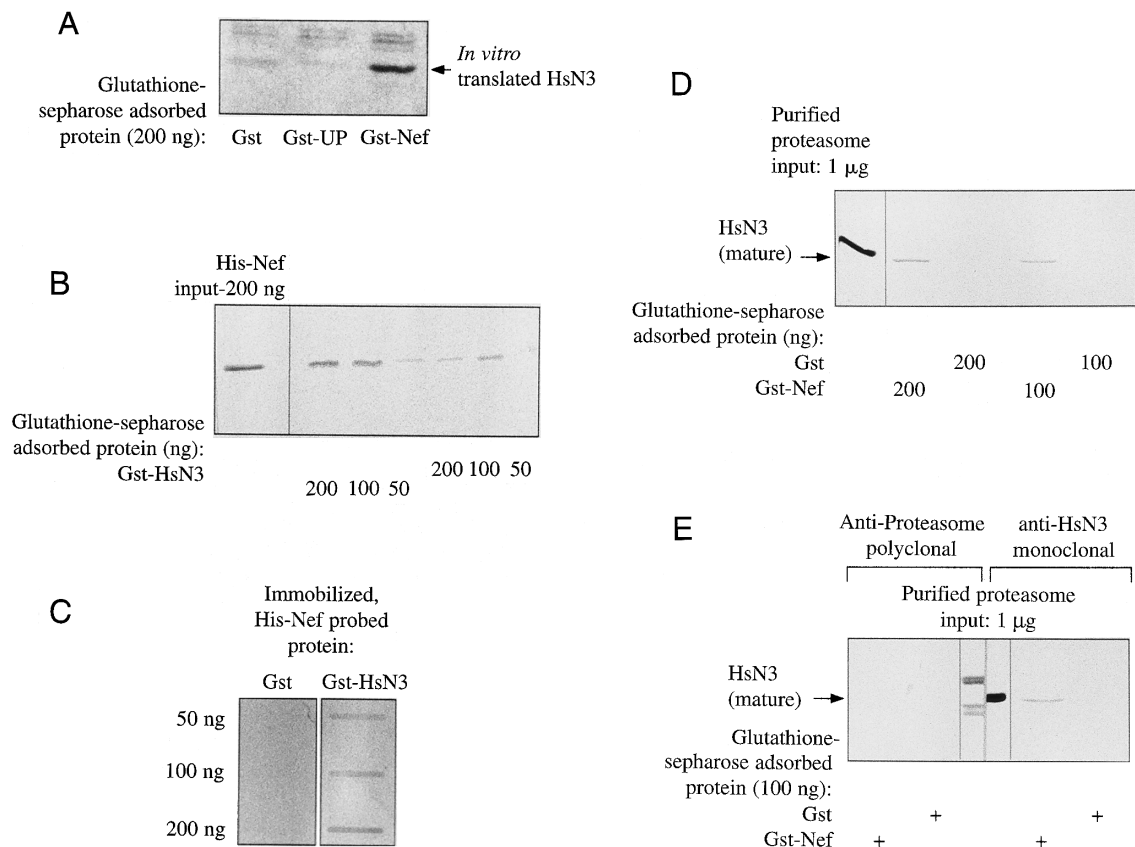 A
In vitro
translated HsN3
Glutathione-
sepharose adsorbed
protein (200 ng):
Gst Gst-UP Gst-Nef
B
His-Nef
input-200 ng
Glutathione-sepharose
adsorbed protein (ng):
Gst-HsN3
200 100 50
200 100 50
C
Immobilized,
His-Nef probed
protein:
Gst Gst-HsN3
50 ng
100 ng
200 ng
D
Purified
proteasome
input: 1 μg
HsN3
(mature)
Glutathione-sepharose
adsorbed protein (ng):
Gst 200 100
Gst-Nef 200 100
E
Anti-Proteasome
polyclonal
anti-HsN3
monoclonal
Purified proteasome
input: 1 μg
HsN3
(mature)
Glutathione-
sepharose adsorbed
protein (100 ng):
Gst + +
Gst-Nef + +